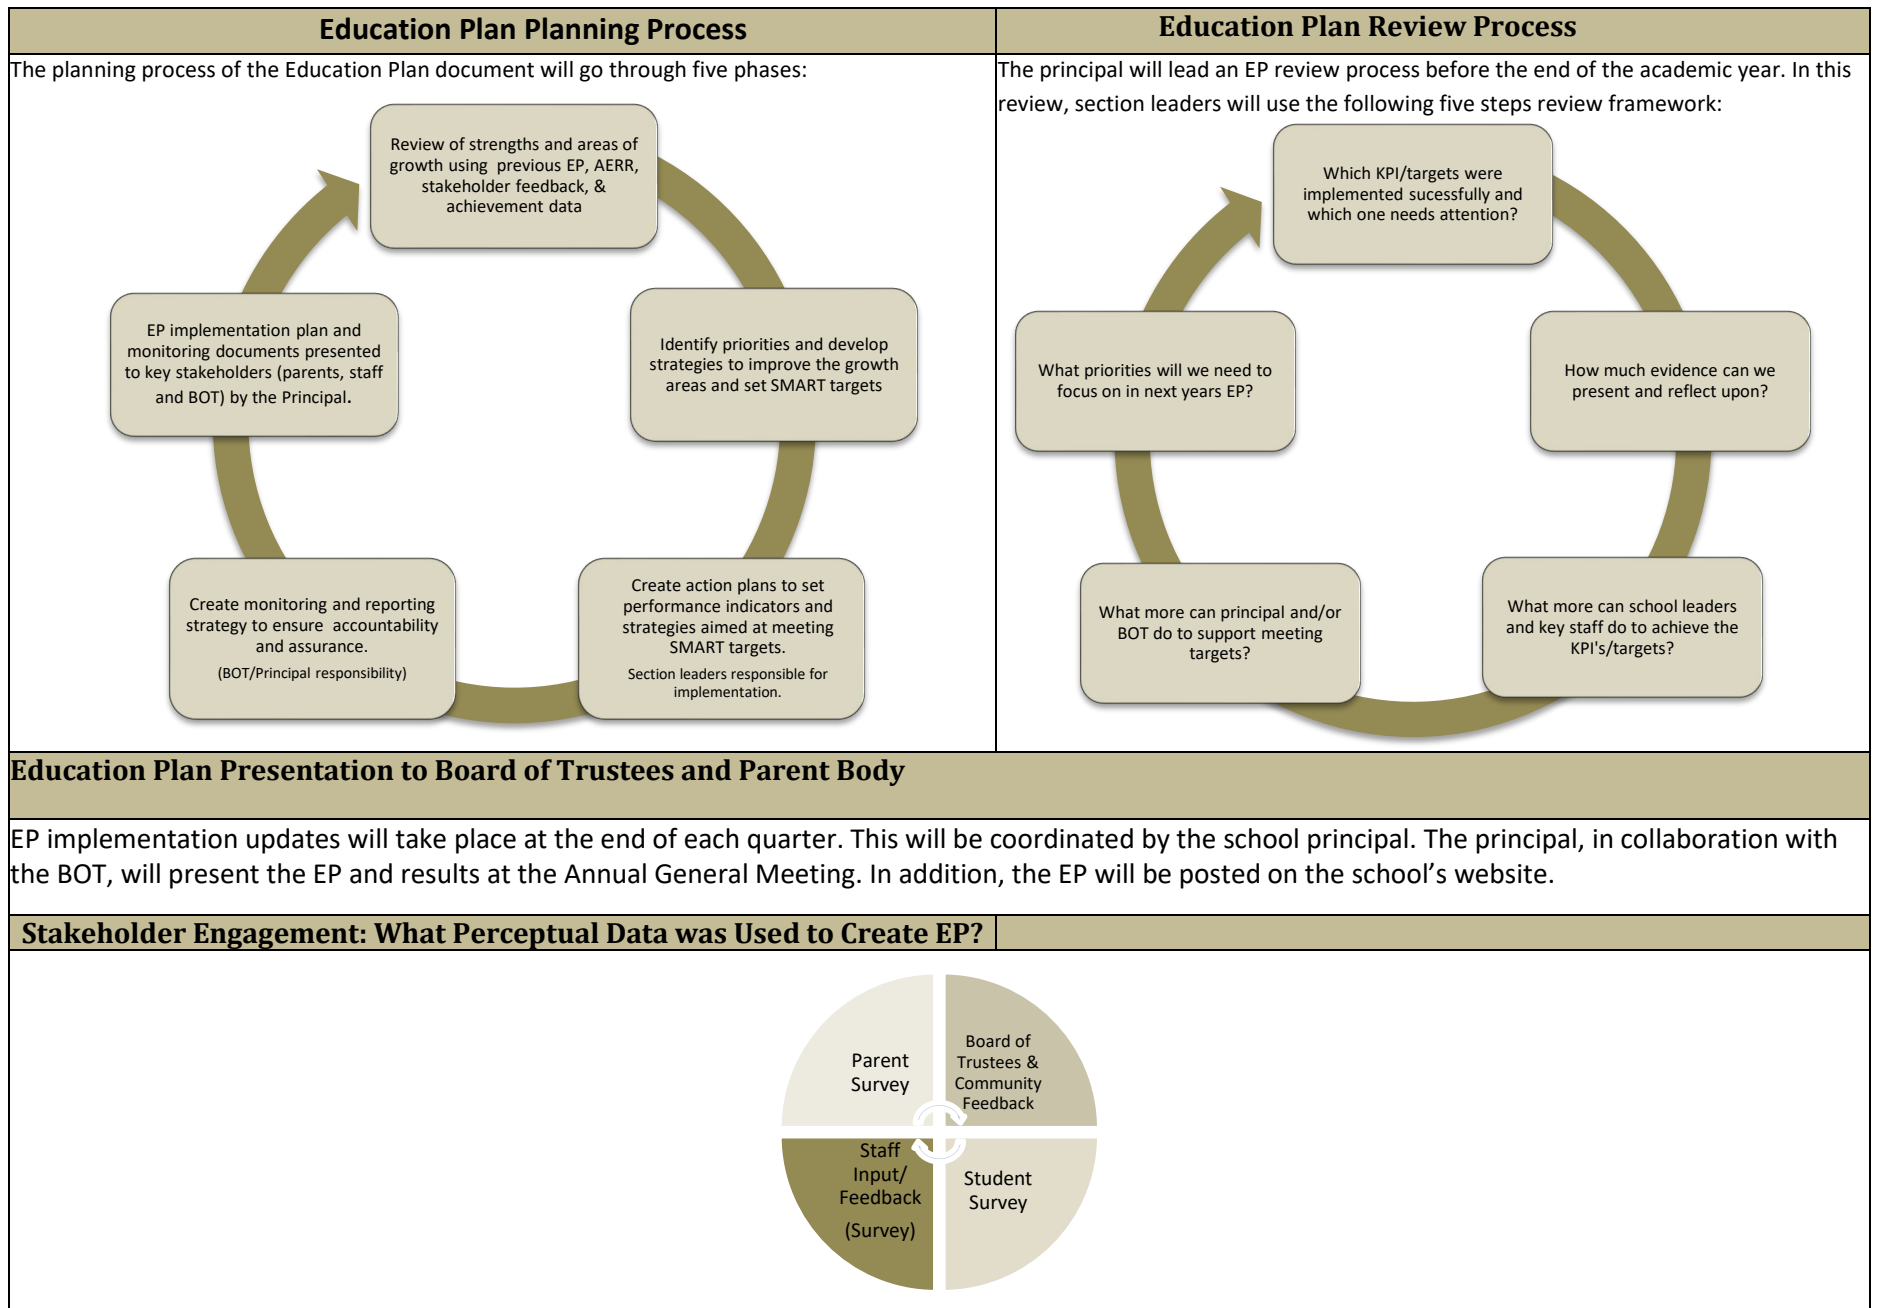 Education Plan Planning Process
The planning process of the Education Plan document will go through five phases:
Review of strengths and areas of
growth using previous EP, AERR,
stakeholder feedback, &
achievement data
Identify priorities and develop
strategies to improve the growth
areas and set SMART targets
Create action plans to set
performance indicators and
strategies aimed at meeting
SMART targets.
Section leaders responsible for
implementation.
Create monitoring and reporting
strategy to ensure accountability
and assurance.
(BOT/Principal responsibility)
EP implementation plan and
monitoring documents presented
to key stakeholders (parents, staff
and BOT) by the Principal.
Education Plan Review Process
The principal will lead an EP review process before the end of the academic year. In this
review, section leaders will use the following five steps review framework:
Which KPI/targets were
implemented sucessfully and
which one needs attention?
How much evidence can we
present and reflect upon?
What more can school leaders
and key staff do to achieve the
KPI's/targets?
What more can principal and/or
BOT do to support meeting
targets?
What priorities will we need to
focus on in next years EP?
Education Plan Presentation to Board of Trustees and Parent Body
EP implementation updates will take place at the end of each quarter. This will be coordinated by the school principal. The principal, in collaboration with
the BOT, will present the EP and results at the Annual General Meeting. In addition, the EP will be posted on the school’s website.
Stakeholder Engagement: What Perceptual Data was Used to Create EP?
Parent
Survey
Board of
Trustees &
Community
Feedback
Staff
Input/
Feedback
(Survey)
Student
Survey